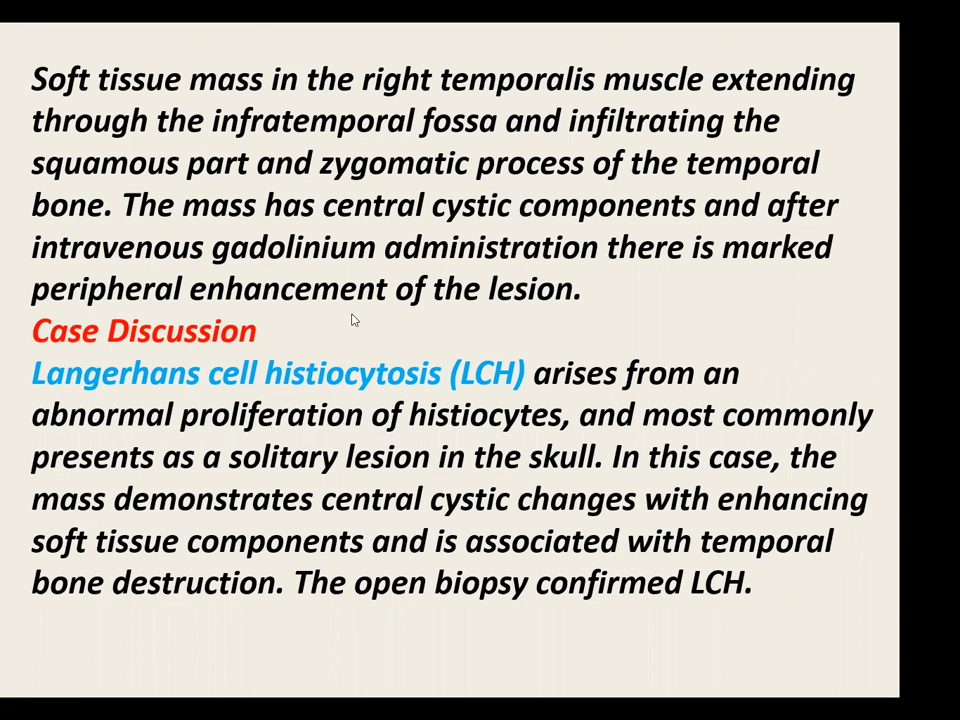 Soft tissue mass in the right temporalis muscle extending
through the infratemporal fossa and infiltrating the
squamous part and zygomatic process of the temporal
bone. The mass has central cystic components and after
intravenous gadolinium administration there is marked
peripheral enhancement of the lesion.
Case Discussion
Langerhans cell histiocytosis (LCH) arises from an
abnormal proliferation of histiocytes, and most commonly
presents as a solitary lesion in the skull. In this case, the
mass demonstrates central cystic changes with enhancing
soft tissue components and is associated with temporal
bone destruction. The open biopsy confirmed LCH.